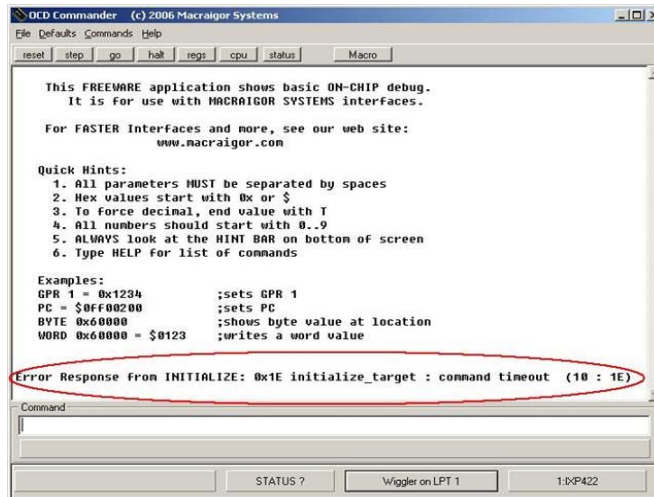 OCD Commander (c) 2006 Macraigor Systems
File Defaults Commands Help
reset step go halt regs cpu status Macro
This FREEWARE application shows basic ON-CHIP debug.
It is for use with MACRAIGOR SYSTEMS interfaces.
For FASTER Interfaces and more, see our web site:
www.macraigor.com
Quick Hints:
1. All parameters MUST be separated by spaces
2. Hex values start with 0x or $
3. To force decimal, end value with T
4. All numbers should start with 0..9
5. ALWAYS look at the HINT BAR on bottom of screen
6. Type HELP for list of commands
Examples:
GPR 1 = 0x1234 ;sets GPR 1
PC = $0ff00200 ;sets PC
BYTE 0x60000 ;shows byte value at location
WORD 0x60000 = $0123 ;writes a word value
Error Response from INITIALIZE: 0x1E initialize_target : command timeout (10 : 1E)
Command
STATUS ? Wiggler on LPT 1 1:IXP422